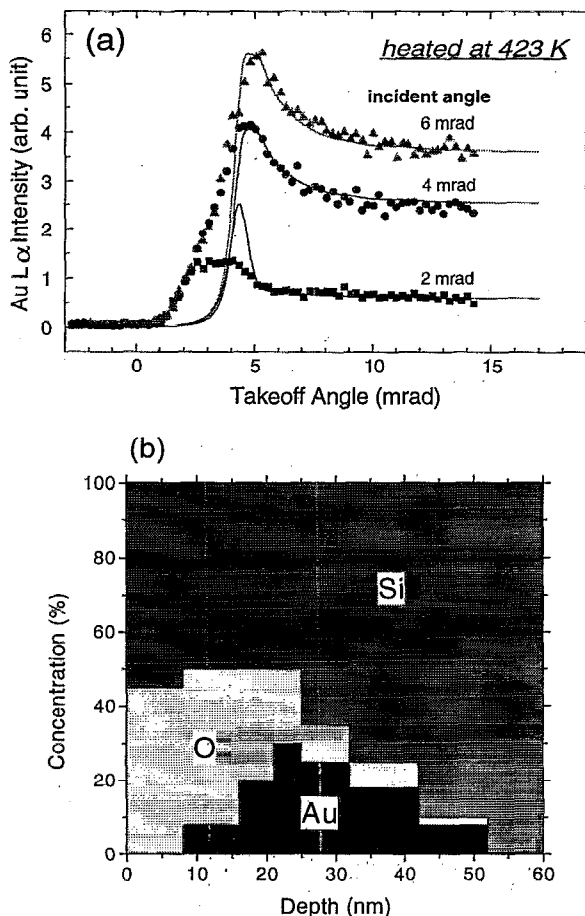 (a)
heated at 423 K
incident angle
6 mrad
4 mrad
2 mrad
Au L α Intensity (arb. unit)
6
5
4
3
2
1
0
0 5 10 15
Takeoff Angle (mrad)
(b)
Concentration (%)
100
80
60
40
20
0
Si
O
Au
0 10 20 30 40 50 60
Depth (nm)